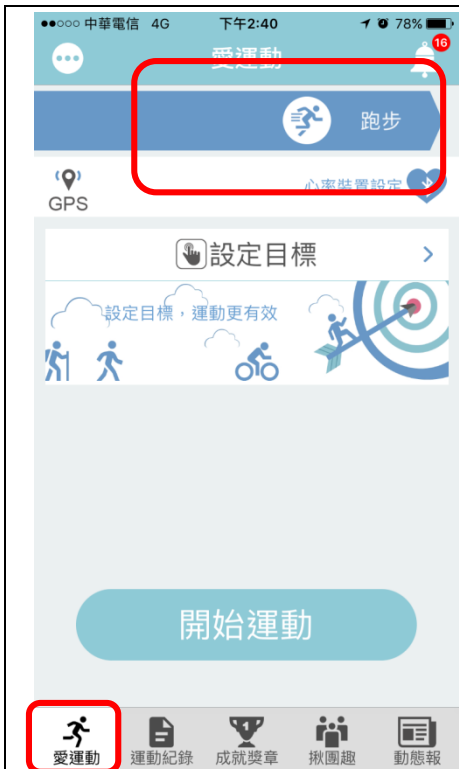 中華電信 4G 下午2:40 78%
愛運動 16
跑步
GPS 心率裝置設定
設定目標
設定目標，運動更有效
開始運動
愛運動 運動紀錄 成就獎章 揪團趣 動態報